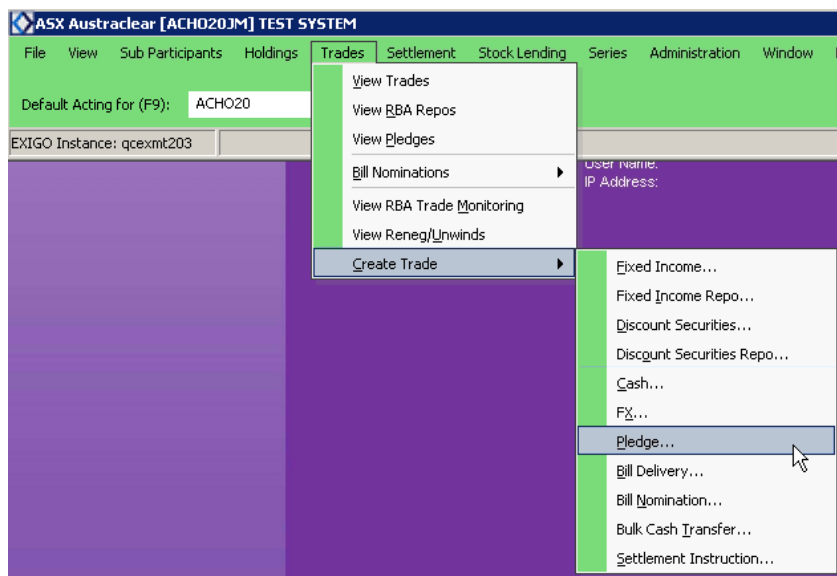 ASX Austraclear [ACHO20JM] TEST SYSTEM
File View Sub Participants Holdings Trades Settlement Stock Lending Series Administration Window
Default Acting for (F9): ACHO20
EXIGO Instance: qcexmt203
User Name:
IP Address:
View Trades
View RBA Repos
View Pledges
Bill Nominations
View RBA Trade Monitoring
View Reneg/Unwinds
Create Trade
Fixed Income...
Fixed Income Repo...
Discount Securities...
Discount Securities Repo...
Cash...
FX...
Pledge...
Bill Delivery...
Bill Nomination...
Bulk Cash Transfer...
Settlement Instruction...